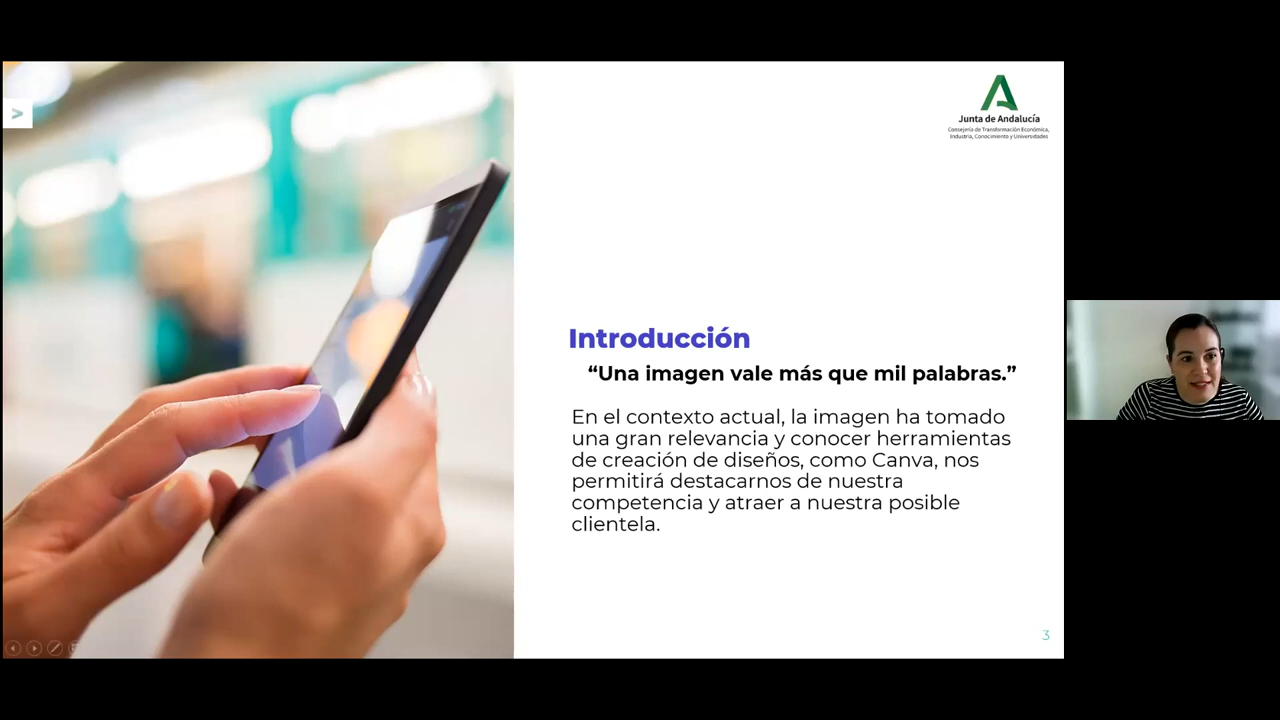 >
Junta de Andalucía
Consejería de Transformación Económica,
Industria, Conocimiento y Universidades
Introducción
“Una imagen vale más que mil palabras.”
En el contexto actual, la imagen ha tomado
una gran relevancia y conocer herramientas
de creación de diseños, como Canva, nos
permitirá destacarnos de nuestra
competencia y atraer a nuestra posible
clientela.
3